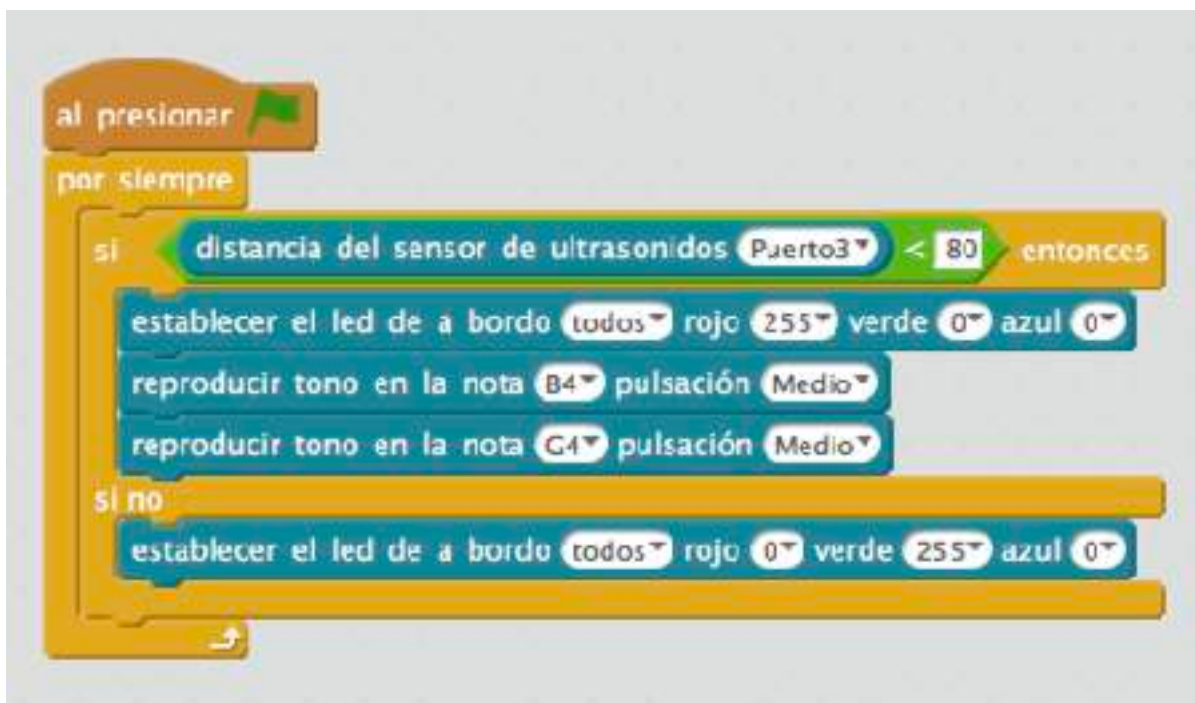 al presionar
por siempre
si distancia del sensor de ultrasonidos Puerto3 < 80 entonces
establecer el led de a bordo todos rojo 255 verde 0 azul 0
reproducir tono en la nota B4 pulsación Medio
reproducir tono en la nota G4 pulsación Medio
si no
establecer el led de a bordo todos rojo 0 verde 255 azul 0